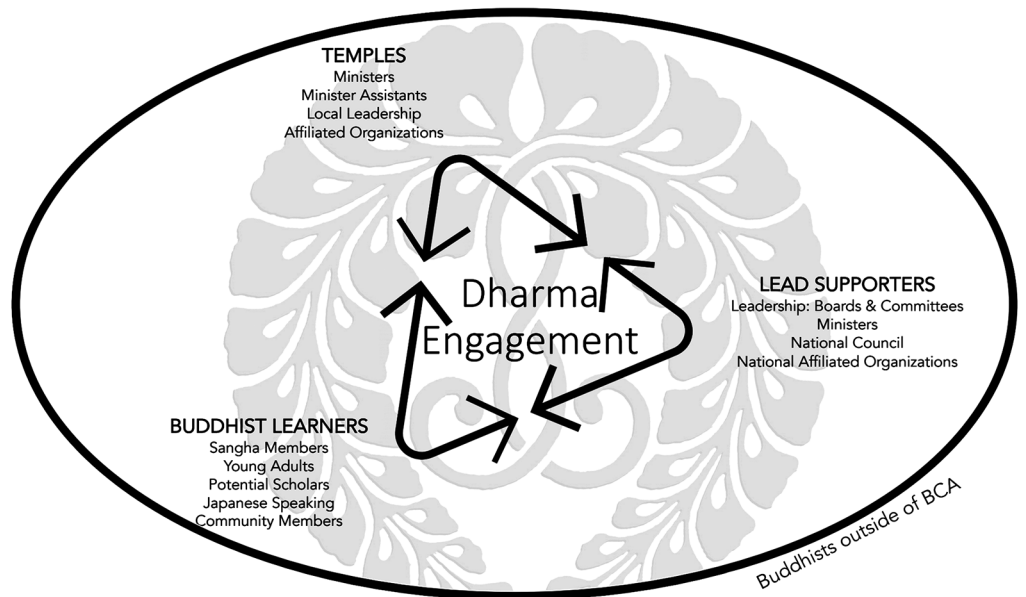 TEMPLES
Ministers
Minister Assistants
Local Leadership
Affiliated Organizations
Dharma
Engagement
LEAD SUPPORTERS
Leadership: Boards & Committees
Ministers
National Council
National Affiliated Organizations
BUDDHIST LEARNERS
Sangha Members
Young Adults
Potential Scholars
Japanese Speaking
Community Members
Buddhists outside of BCA